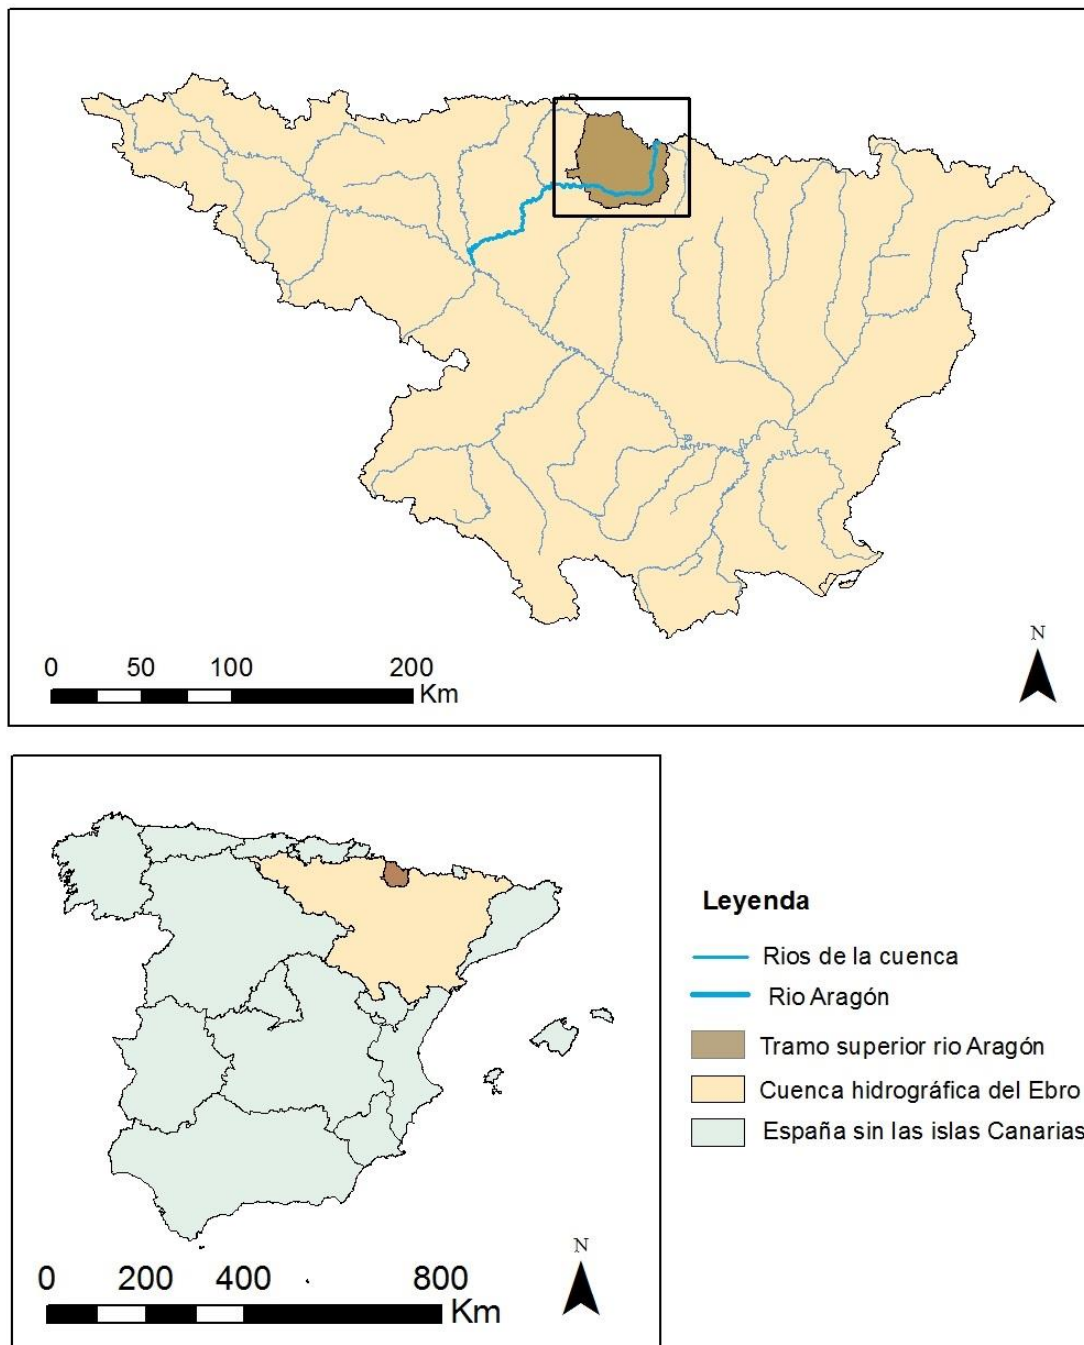 N
0 50 100 200
Km
Leyenda
Rios de la cuenca
Rio Aragón
Tramo superior rio Aragón
Cuenca hidrográfica del Ebro
España sin las islas Canarias
N
0 200 400 800
Km